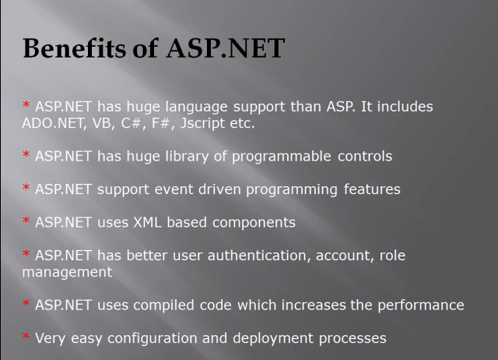 Benefits of ASP.NET
* ASP.NET has huge language support than ASP. It includes
ADO.NET, VB, C#, F#, Jscript etc.
* ASP.NET has huge library of programmable controls
* ASP.NET support event driven programming features
* ASP.NET uses XML based components
* ASP.NET has better user authentication, account, role
management
* ASP.NET uses compiled code which increases the performance
* Very easy configuration and deployment processes